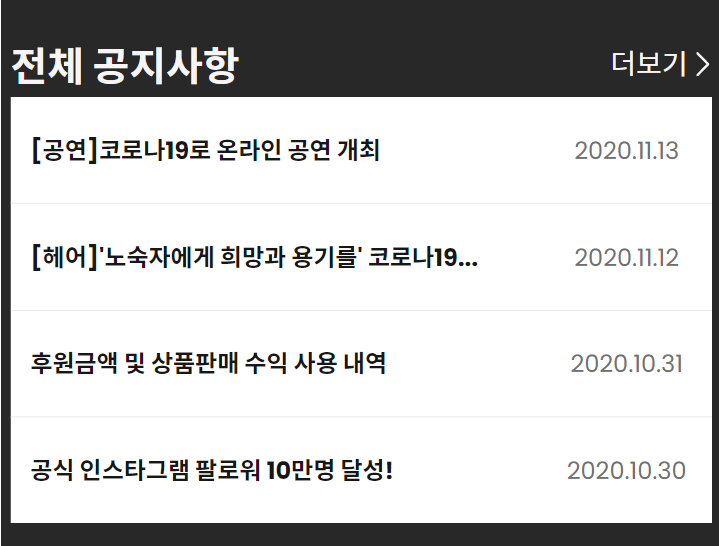 전체 공지사항 더보기 >
[공연]코로나19로 온라인 공연 개최 2020.11.13
[헤어]'노숙자에게 희망과 용기를' 코로나19... 2020.11.12
후원금액 및 상품판매 수익 사용 내역 2020.10.31
공식 인스타그램 팔로워 10만명 달성! 2020.10.30